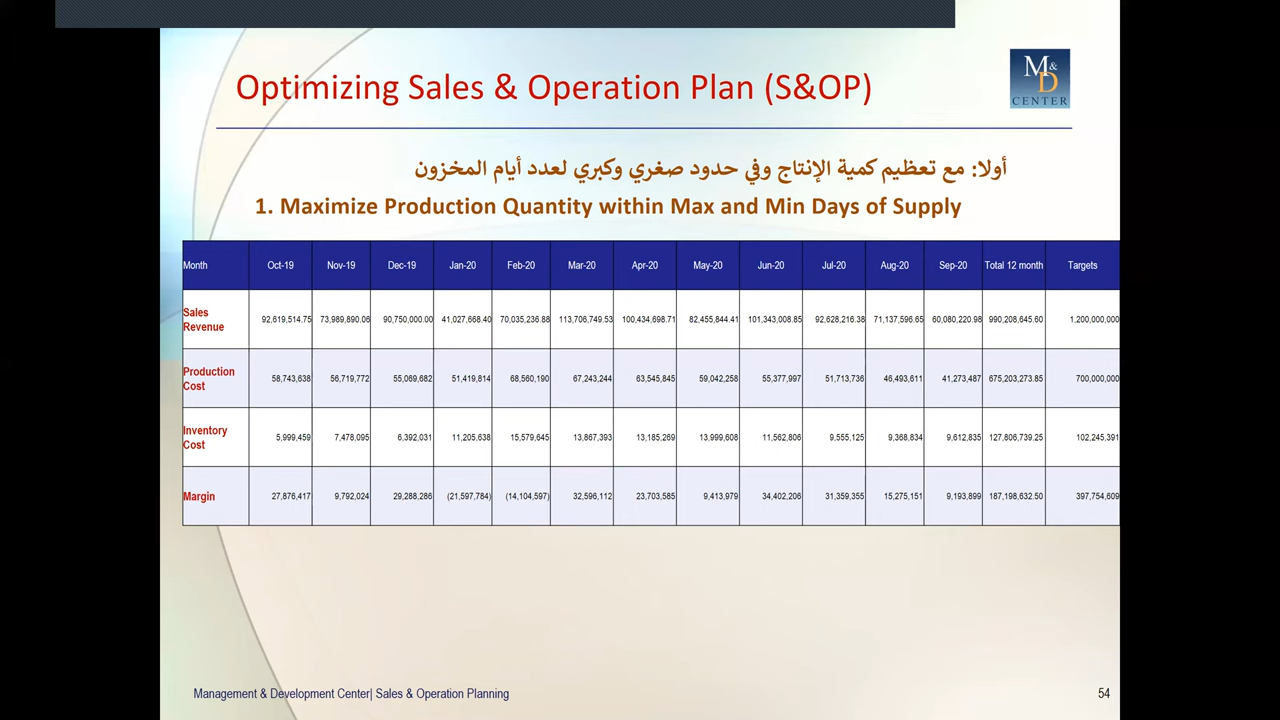 Optimizing Sales & Operation Plan (S&OP)
M&D
CENTER
أولا: مع تعظيم كمية الإنتاج وفي حدود صغري وكبري لعدد أيام المخزون
1. Maximize Production Quantity within Max and Min Days of Supply
Month Oct-19 Nov-19 Dec-19 Jan-20 Feb-20 Mar-20 Apr-20 May-20 Jun-20 Jul-20 Aug-20 Sep-20 Total 12 month Targets
Sales Revenue 92,619,514.75 73,989,890.06 90,750,000.00 41,027,668.40 70,035,236.88 113,706,749.53 100,434,698.71 82,455,844.41 101,343,008.85 92,628,216.38 71,137,596.65 60,080,220.98 990,208,645.60 1,200,000,000
Production Cost 58,743,638 56,719,772 55,069,682 51,419,814 68,560,190 67,243,244 63,545,845 59,042,258 55,377,997 51,713,736 46,493,611 41,273,487 675,203,273.85 700,000,000
Inventory Cost 5,999,459 7,478,095 6,392,031 11,205,638 15,579,645 13,867,393 13,185,269 13,999,608 11,562,806 9,555,125 9,368,834 9,612,835 127,806,739.25 102,245,391
Margin 27,876,417 9,792,024 29,288,286 (21,597,784) (14,104,597) 32,596,112 23,703,585 9,413,979 34,402,206 31,359,355 15,275,151 9,193,899 187,198,632.50 397,754,609
Management & Development Center| Sales & Operation Planning
54